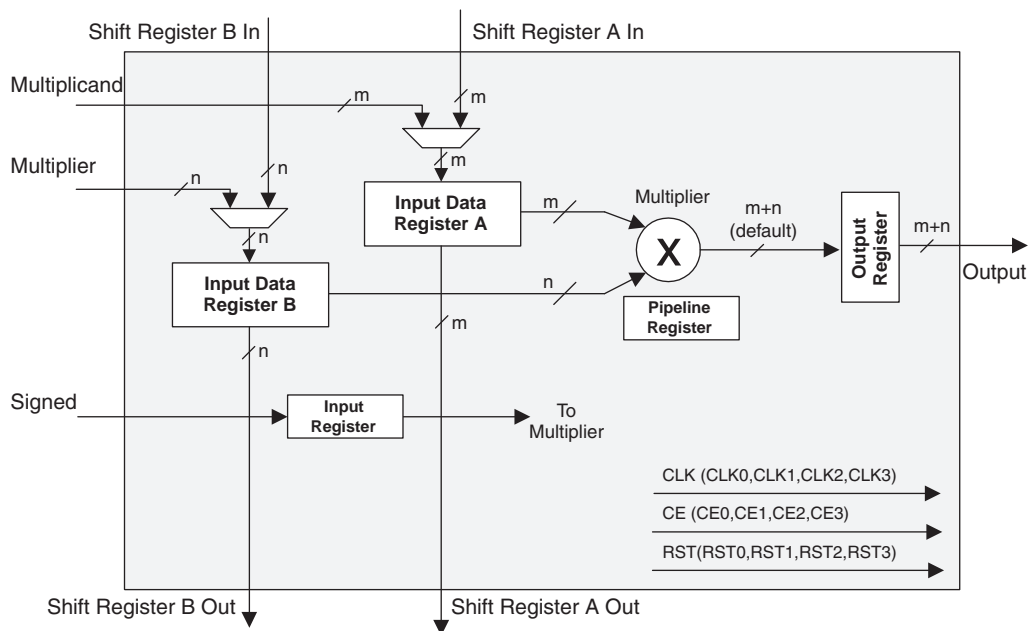 Shift Register B In
Shift Register A In
Multiplicand
m
m
Multiplier
n
n
m
Input Data
Register A
m
Multiplier
X
m+n
(default)
Output
Register
m+n
Output
n
Input Data
Register B
n
Pipeline
Register
m
n
Signed
Input
Register
To
Multiplier
CLK (CLK0,CLK1,CLK2,CLK3)
CE (CE0,CE1,CE2,CE3)
RST(RST0,RST1,RST2,RST3)
Shift Register B Out
Shift Register A Out